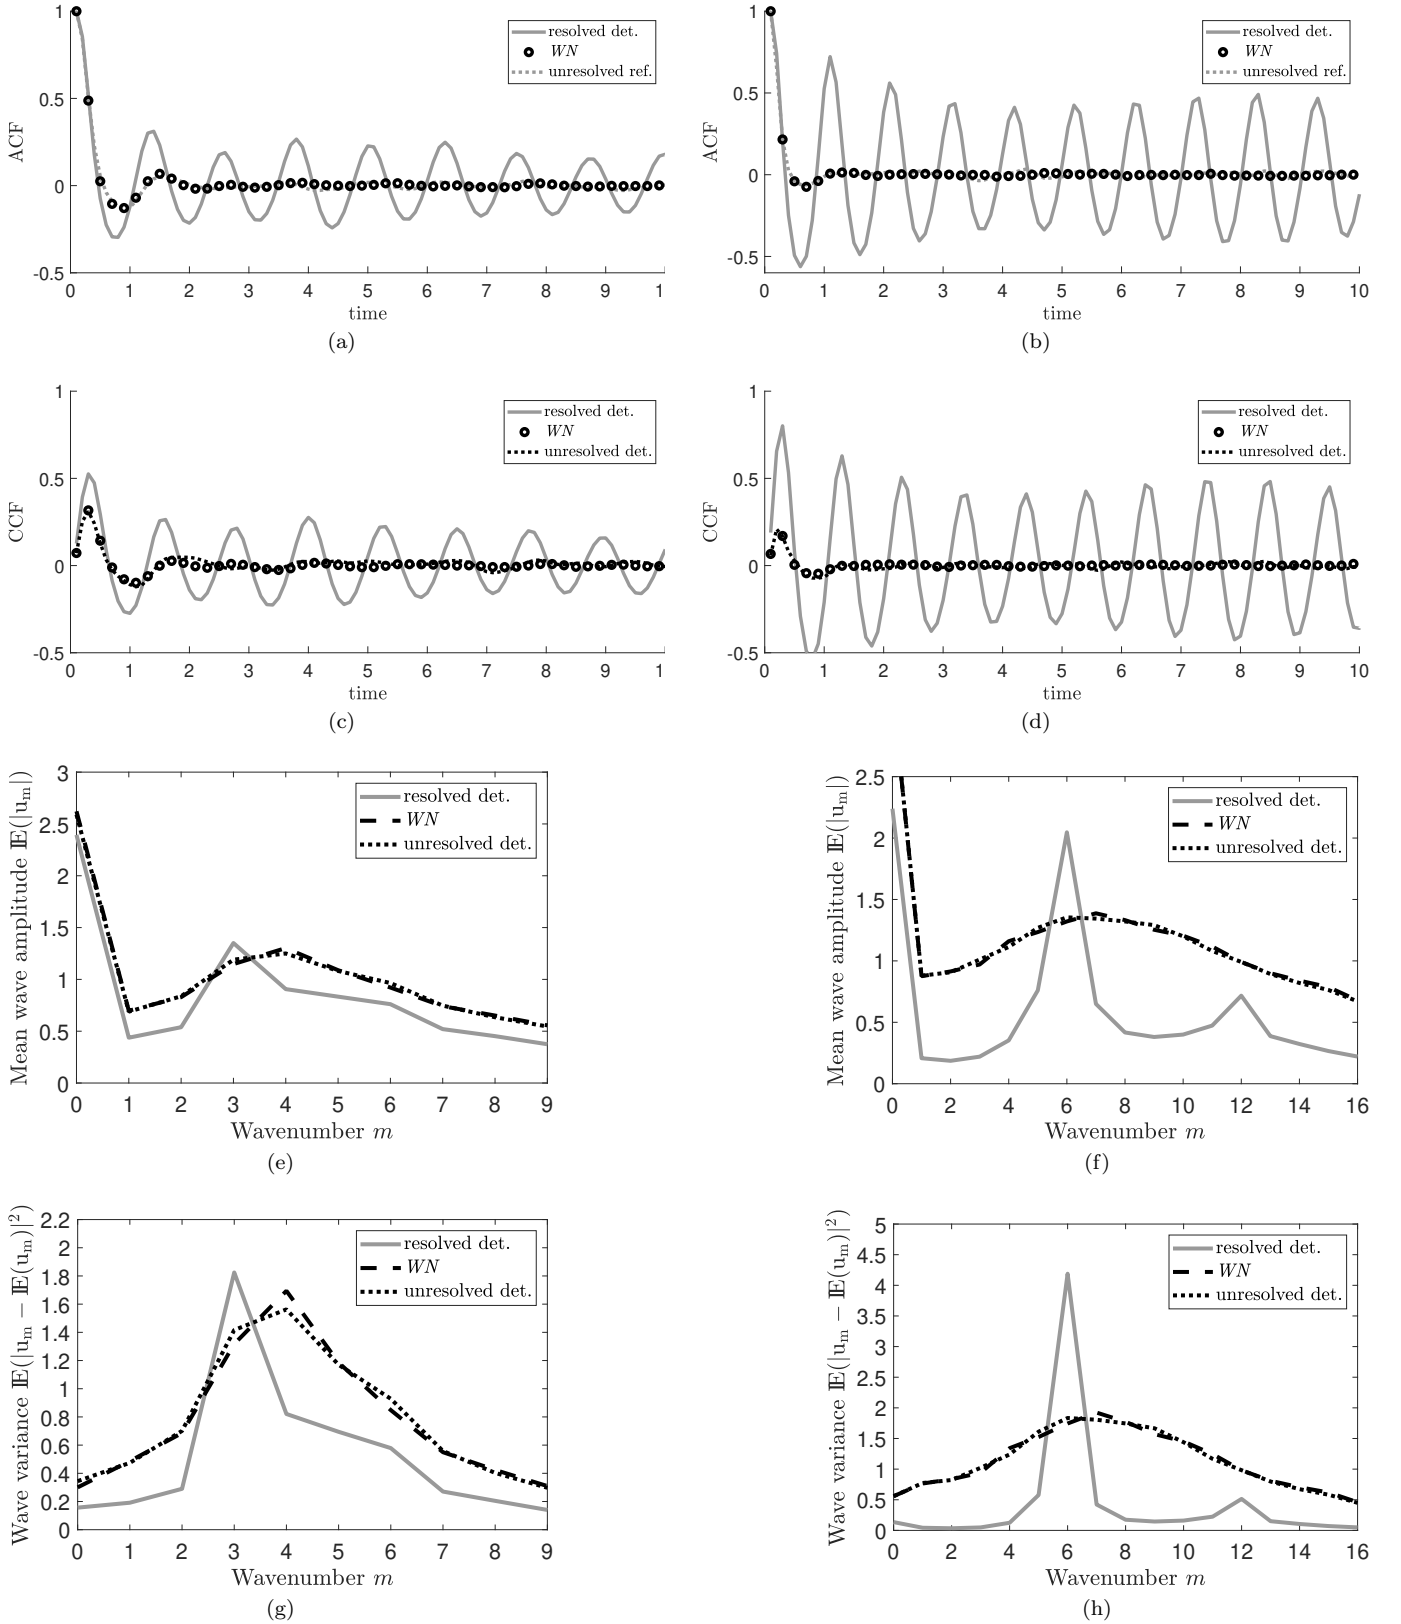 1
0.5
0
-0.5
ACF
0 1 2 3 4 5 6 7 8 9 1
time
resolved det.
WN
unresolved ref.
(a)
1
0.5
0
-0.5
ACF
0 1 2 3 4 5 6 7 8 9 10
time
resolved det.
WN
unresolved ref.
(b)
1
0.5
0
-0.5
CCF
0 1 2 3 4 5 6 7 8 9 1
time
resolved det.
WN
unresolved det.
(c)
1
0.5
0
-0.5
CCF
0 1 2 3 4 5 6 7 8 9 10
time
resolved det.
WN
unresolved det.
(d)
3
2.5
2
1.5
1
0.5
0
Mean wave amplitude 𝔼(|u_m|)
0 1 2 3 4 5 6 7 8 9
Wavenumber m
resolved det.
WN
unresolved det.
(e)
2.5
2
1.5
1
0.5
0
Mean wave amplitude 𝔼(|u_m|)
0 2 4 6 8 10 12 14 16
Wavenumber m
resolved det.
WN
unresolved det.
(f)
2.2
2
1.8
1.6
1.4
1.2
1
0.8
0.6
0.4
0.2
0
Wave variance 𝔼(|u_m − 𝔼(u_m)|²)
0 1 2 3 4 5 6 7 8 9
Wavenumber m
resolved det.
WN
unresolved det.
(g)
5
4.5
4
3.5
3
2.5
2
1.5
1
0.5
0
Wave variance 𝔼(|u_m − 𝔼(u_m)|²)
0 2 4 6 8 10 12 14 16
Wavenumber m
resolved det.
WN
unresolved det.
(h)